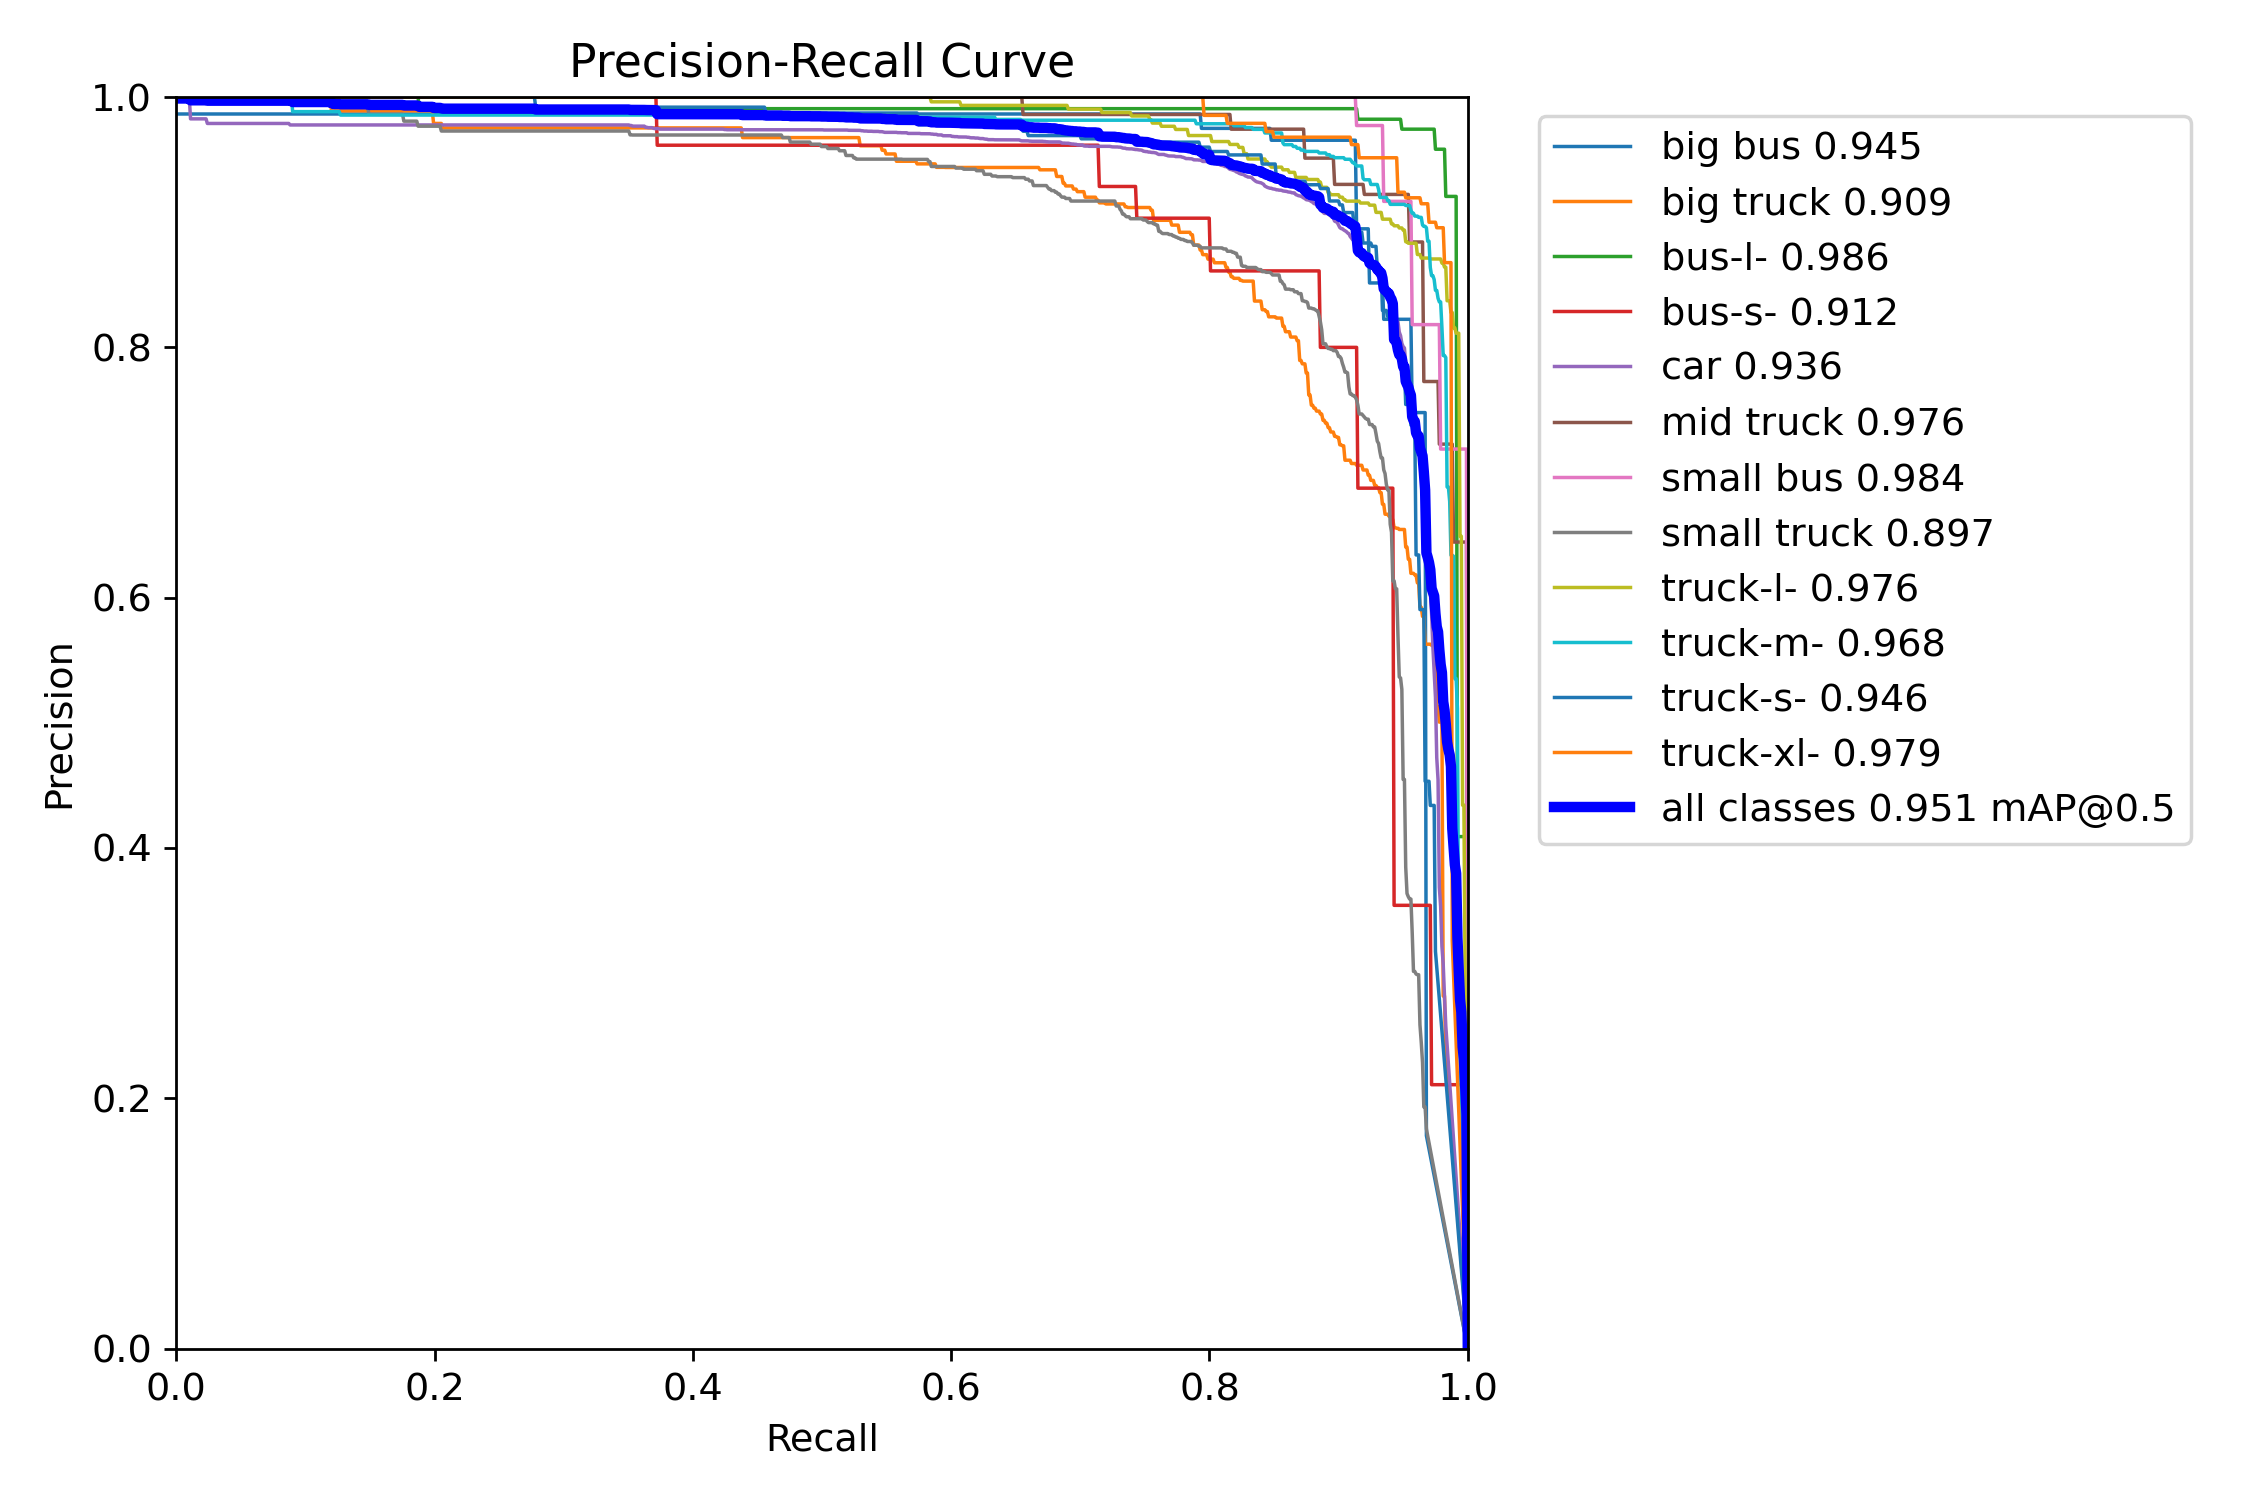 Precision-Recall Curve
1.0
0.8
0.6
0.4
0.2
0.0
Precision
0.0 0.2 0.4 0.6 0.8 1.0
Recall
big bus 0.945
big truck 0.909
bus-l- 0.986
bus-s- 0.912
car 0.936
mid truck 0.976
small bus 0.984
small truck 0.897
truck-l- 0.976
truck-m- 0.968
truck-s- 0.946
truck-xl- 0.979
all classes 0.951 mAP@0.5